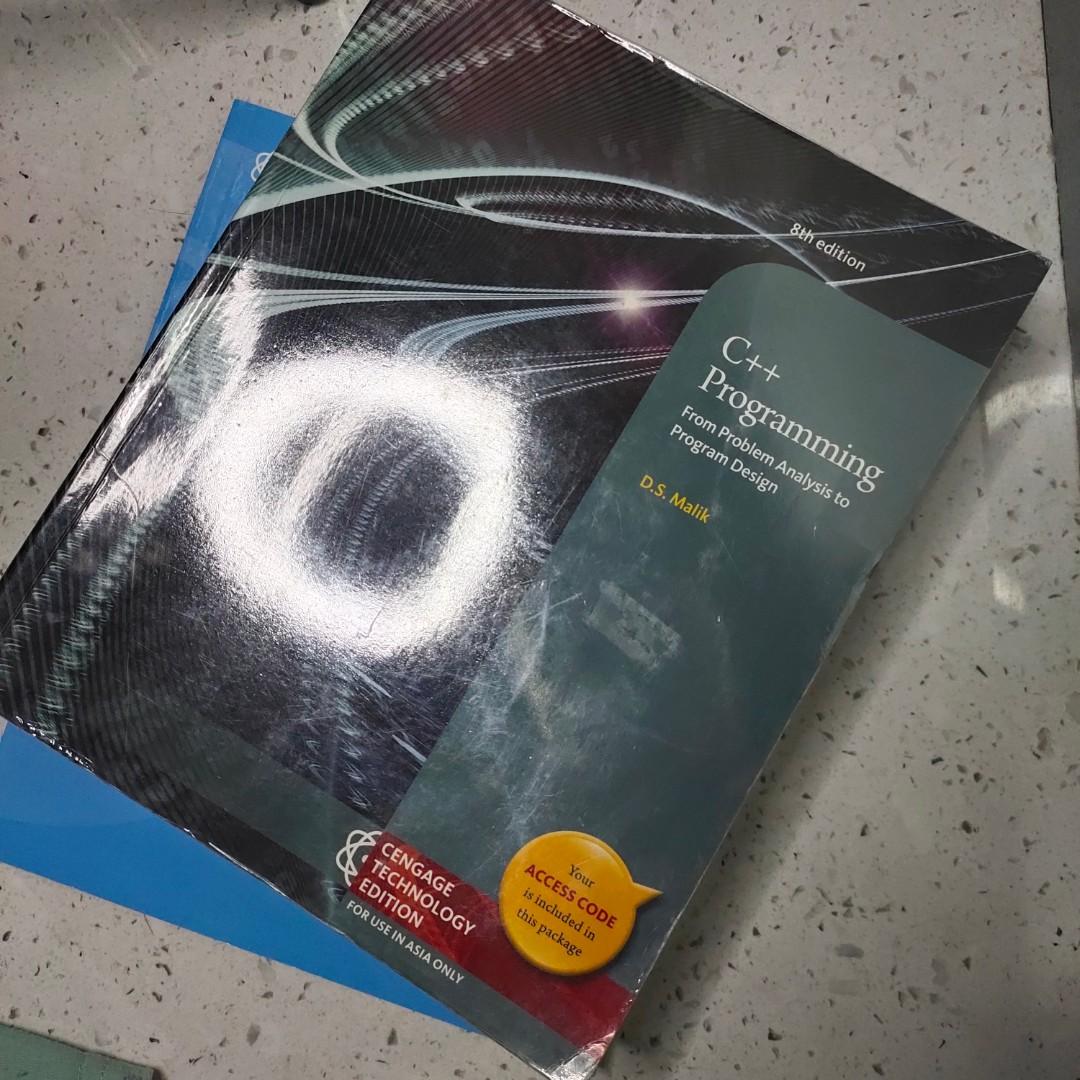 8th edition
C++
Programming
From Problem Analysis to
Program Design
D.S. Malik
CENGAGE
TECHNOLOGY
EDITION
FOR USE IN ASIA ONLY
Your
ACCESS CODE
is included in
this package